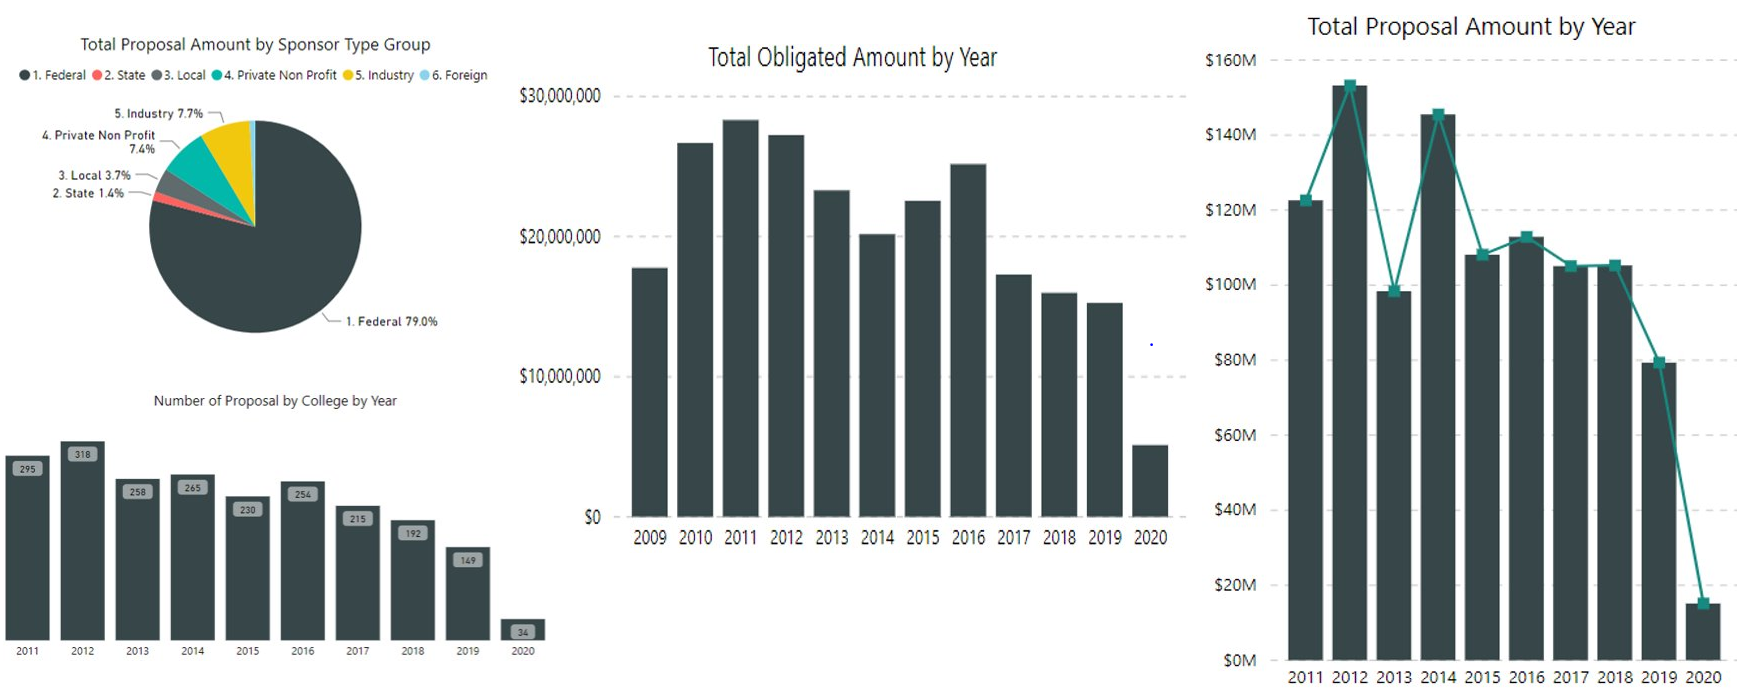 Total Proposal Amount by Sponsor Type Group
1. Federal 2. State 3. Local 4. Private Non Profit 5. Industry 6. Foreign
5. Industry 7.7%
4. Private Non Profit
7.4%
3. Local 3.7%
2. State 1.4%
1. Federal 79.0%
Number of Proposal by College by Year
295
318
258
265
230
254
215
192
149
34
2011 2012 2013 2014 2015 2016 2017 2018 2019 2020
Total Obligated Amount by Year
$30,000,000
$20,000,000
$10,000,000
$0
2009 2010 2011 2012 2013 2014 2015 2016 2017 2018 2019 2020
Total Proposal Amount by Year
$160M
$140M
$120M
$100M
$80M
$60M
$40M
$20M
$0M
2011 2012 2013 2014 2015 2016 2017 2018 2019 2020